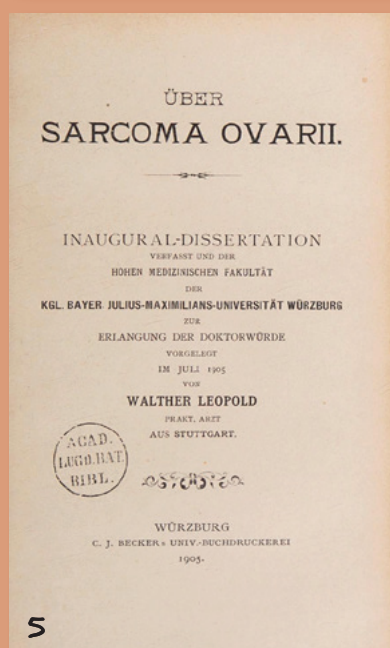 ÜBER
SARCOMA OVARII.
INAUGURAL-DISSERTATION
VERFASST UND DER
HOHEN MEDIZINISCHEN FAKULTÄT
DER
KGL. BAYER. JULIUS-MAXIMILIANS-UNIVERSITÄT WÜRZBURG
ZUR
ERLANGUNG DER DOKTORWÜRDE
VORGELEGT
IM JULI 1905
VON
WALTHER LEOPOLD
PRAKT. ARZT
AUS STUTTGART.
ACAD.
LUGD.BAT.
BIBL.
WÜRZBURG
C. J. BECKERs UNIV.-BUCHDRUCKEREI
1905.
5